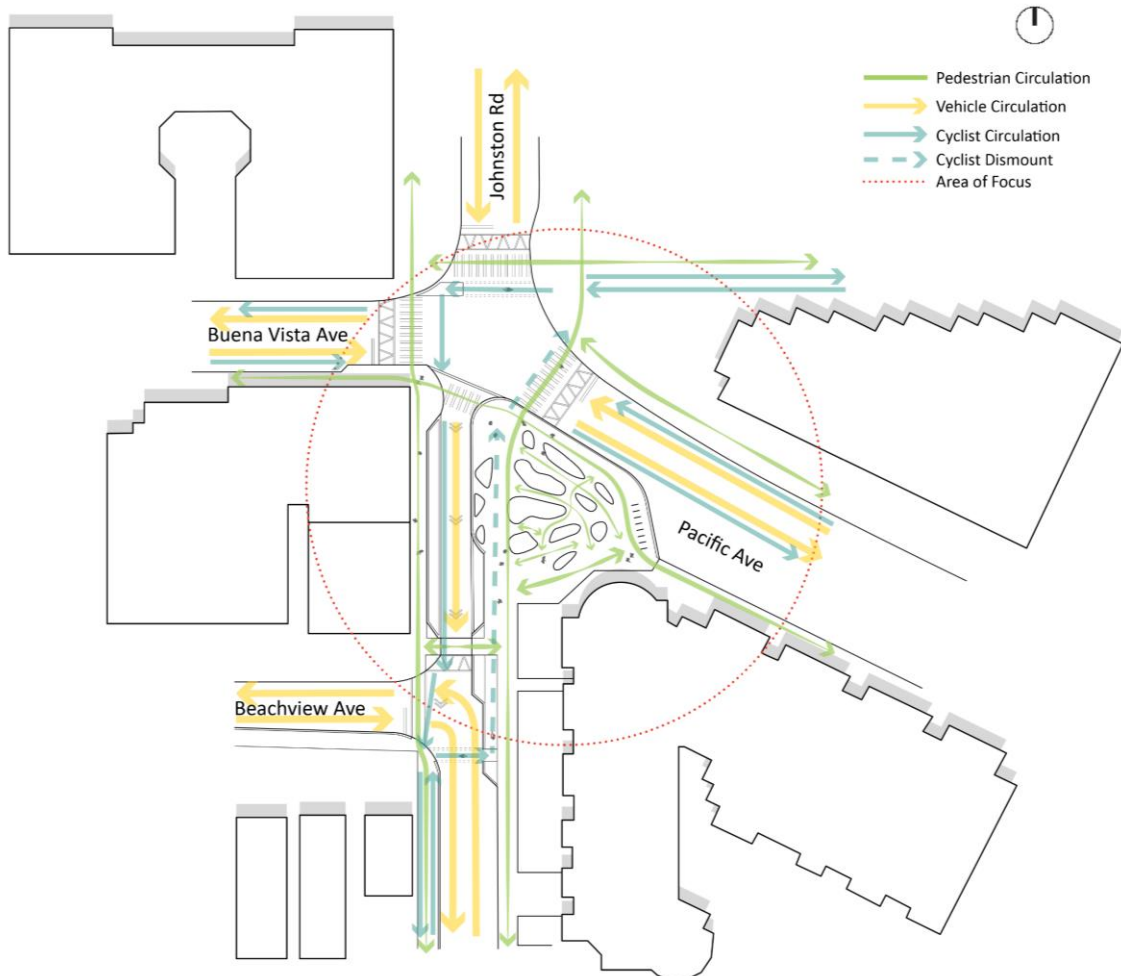 Johnston Rd
Pedestrian Circulation
Vehicle Circulation
Cyclist Circulation
Cyclist Dismount
Area of Focus
Buena Vista Ave
Pacific Ave
Beachview Ave